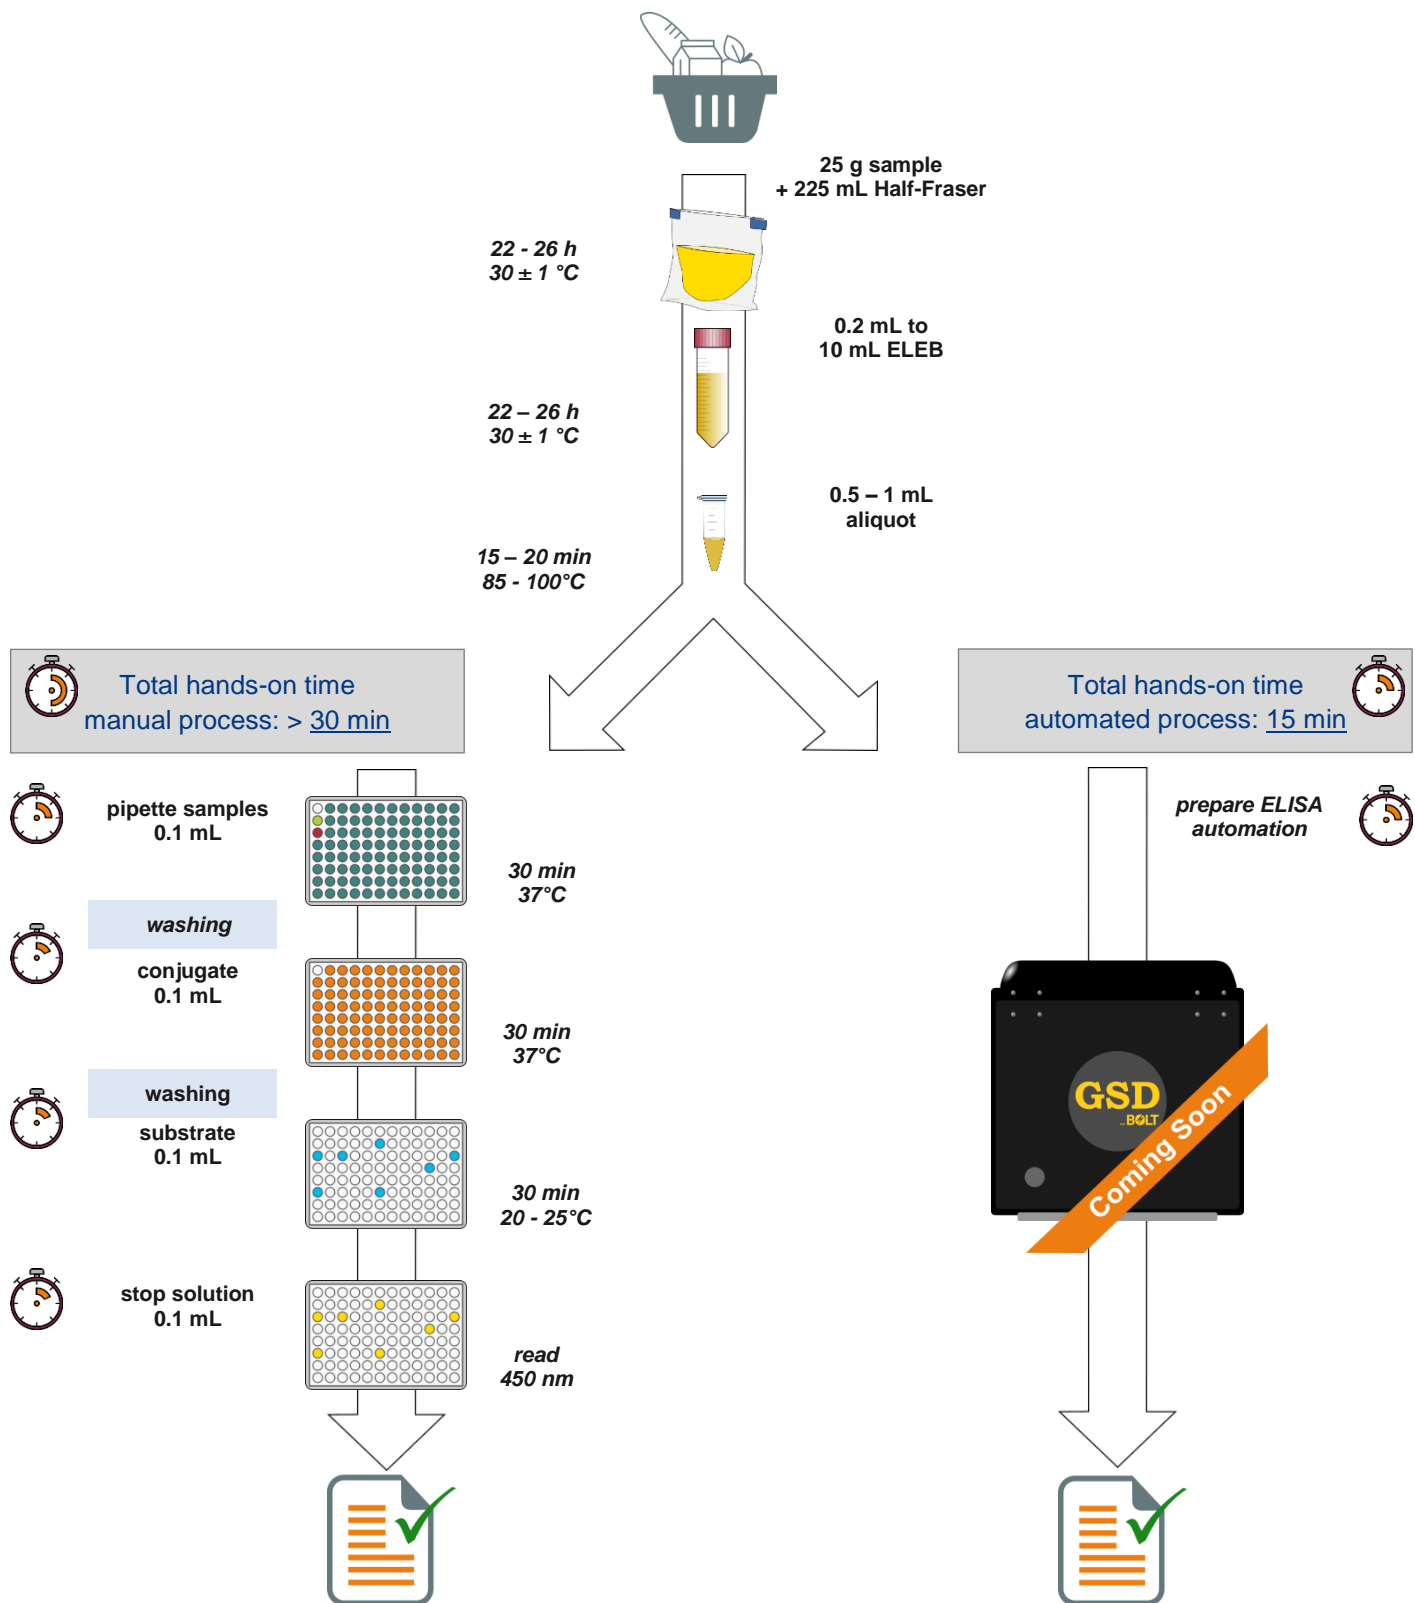 25 g sample
+ 225 mL Half-Fraser
22 - 26 h
30 ± 1 °C
0.2 mL to
10 mL ELEB
22 – 26 h
30 ± 1 °C
0.5 – 1 mL
aliquot
15 – 20 min
85 - 100°C
Total hands-on time
manual process: > 30 min
Total hands-on time
automated process: 15 min
pipette samples
0.1 mL
30 min
37°C
washing
conjugate
0.1 mL
30 min
37°C
washing
substrate
0.1 mL
30 min
20 - 25°C
stop solution
0.1 mL
read
450 nm
prepare ELISA
automation
GSD
BOLT
Coming Soon